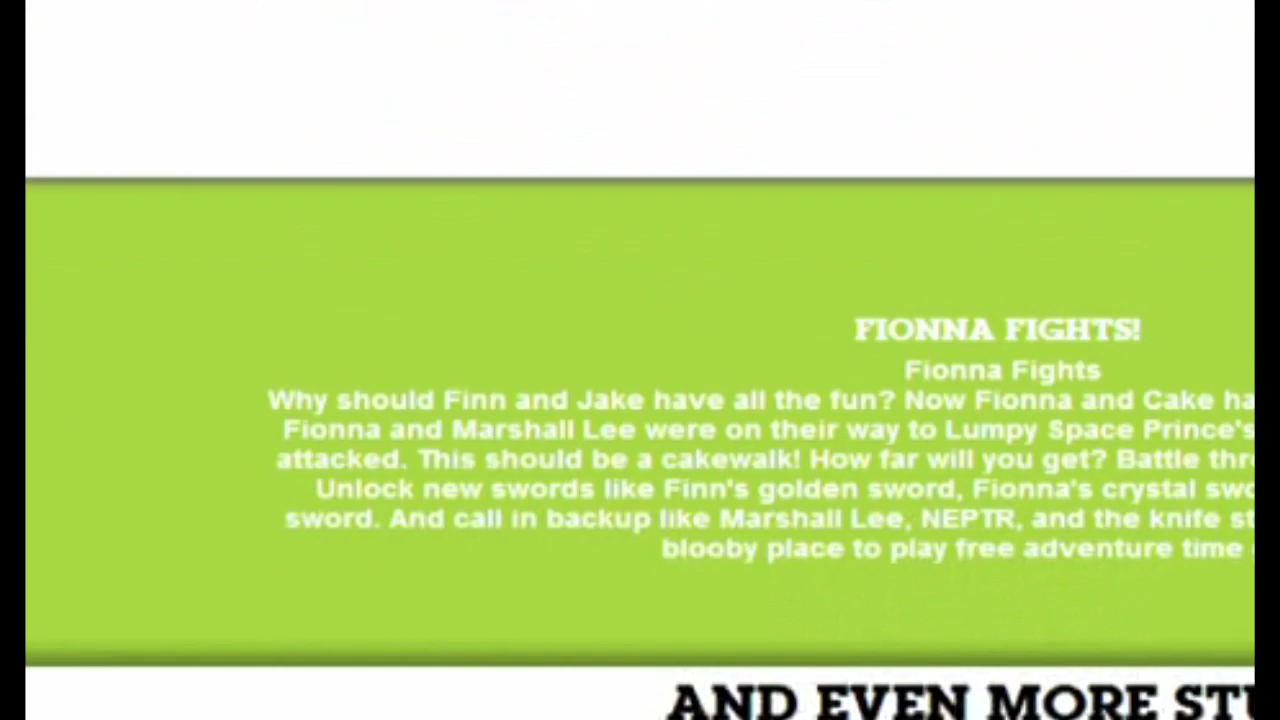 FIONNA FIGHTS!
Fionna Fights
Why should Finn and Jake have all the fun? Now Fionna and Cake ha
Fionna and Marshall Lee were on their way to Lumpy Space Prince's
attacked. This should be a cakewalk! How far will you get? Battle thr
Unlock new swords like Finn's golden sword, Fionna's crystal swo
sword. And call in backup like Marshall Lee, NEPTR, and the knife st
blooby place to play free adventure time
AND EVEN MORE STU